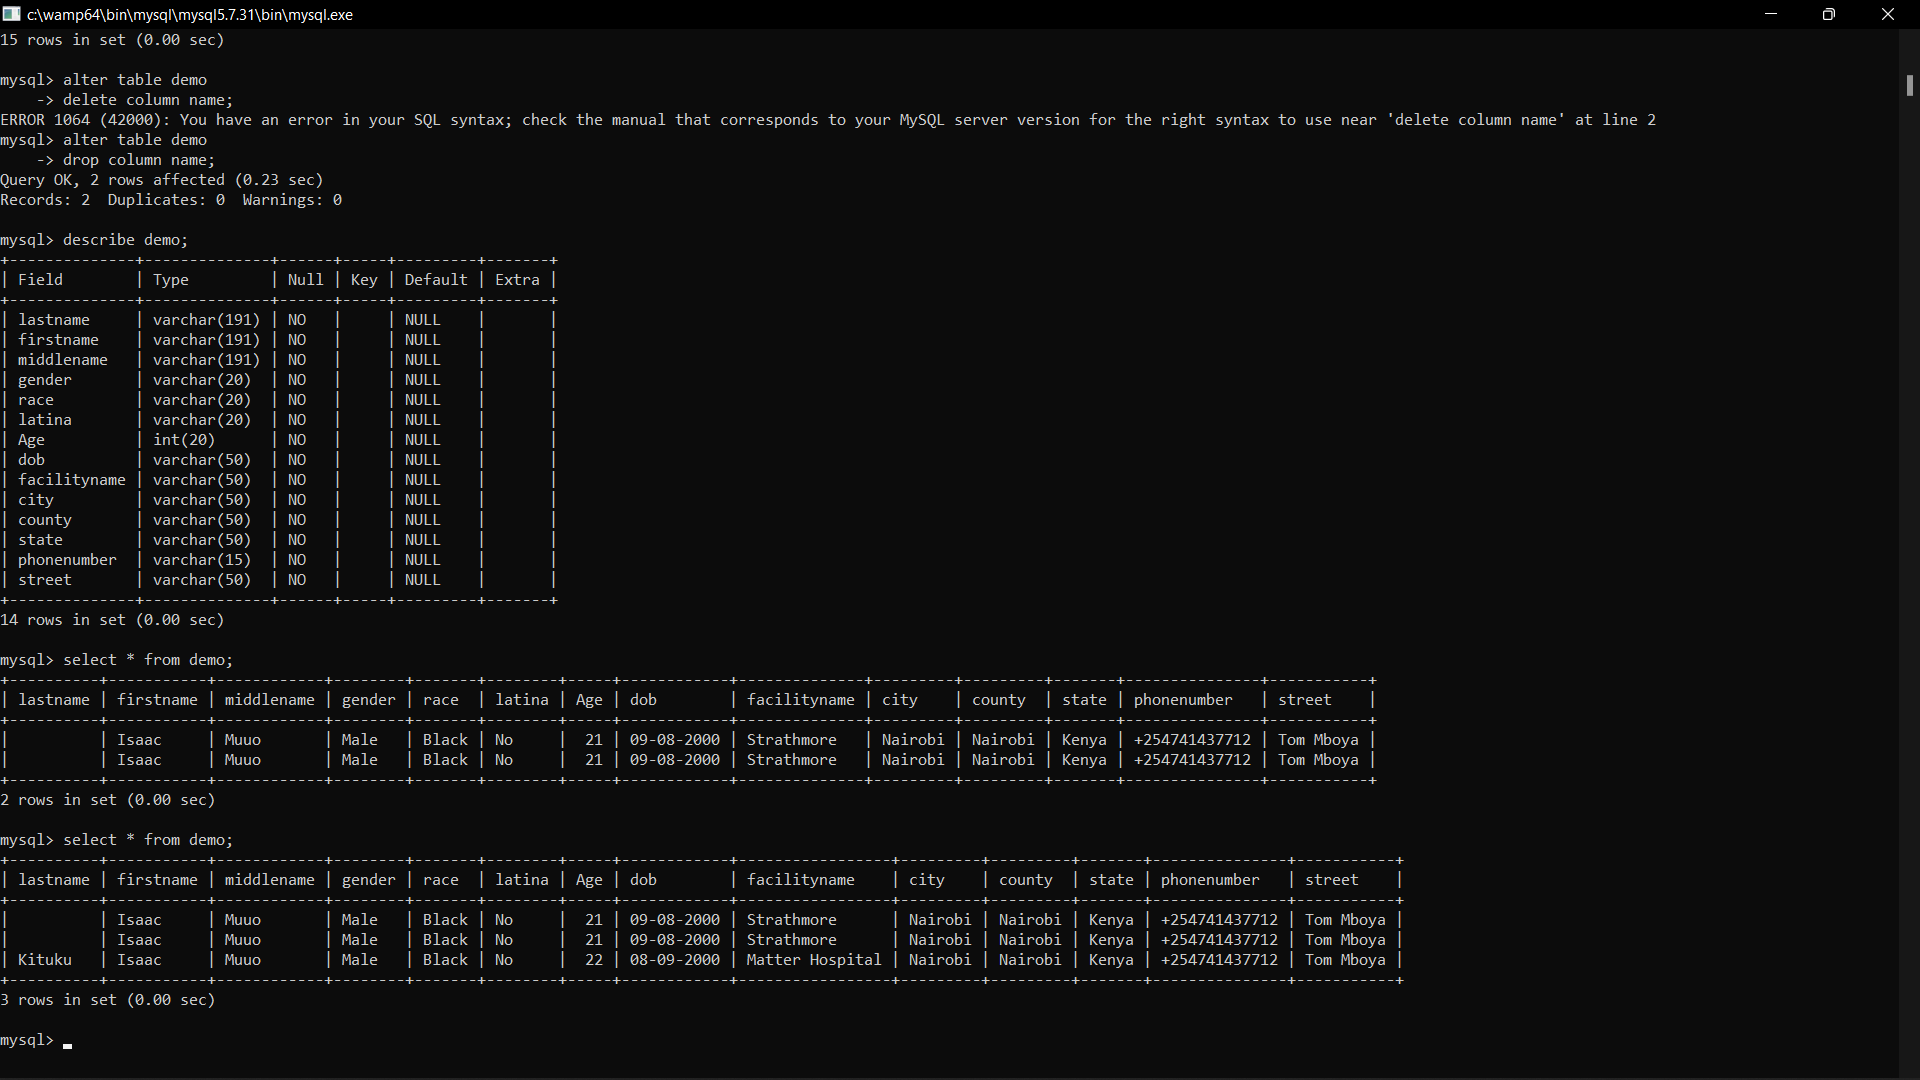 c:\wamp64\bin\mysql\mysql5.7.31\bin\mysql.exe
15 rows in set (0.00 sec)

mysql> alter table demo
    -> delete column name;
ERROR 1064 (42000): You have an error in your SQL syntax; check the manual that corresponds to your MySQL server version for the right syntax to use near 'delete column name' at line 2
mysql> alter table demo
    -> drop column name;
Query OK, 2 rows affected (0.23 sec)
Records: 2  Duplicates: 0  Warnings: 0

mysql> describe demo;
+--------------+--------------+------+-----+---------+-------+
| Field        | Type         | Null | Key | Default | Extra |
+--------------+--------------+------+-----+---------+-------+
| lastname     | varchar(191) | NO   |     | NULL    |       |
| firstname    | varchar(191) | NO   |     | NULL    |       |
| middlename   | varchar(191) | NO   |     | NULL    |       |
| gender       | varchar(20)  | NO   |     | NULL    |       |
| race         | varchar(20)  | NO   |     | NULL    |       |
| latina       | varchar(20)  | NO   |     | NULL    |       |
| Age          | int(20)      | NO   |     | NULL    |       |
| dob          | varchar(50)  | NO   |     | NULL    |       |
| facilityname | varchar(50)  | NO   |     | NULL    |       |
| city         | varchar(50)  | NO   |     | NULL    |       |
| county       | varchar(50)  | NO   |     | NULL    |       |
| state        | varchar(50)  | NO   |     | NULL    |       |
| phonenumber  | varchar(15)  | NO   |     | NULL    |       |
| street       | varchar(50)  | NO   |     | NULL    |       |
+--------------+--------------+------+-----+---------+-------+
14 rows in set (0.00 sec)

mysql> select * from demo;
+----------+-----------+------------+--------+-------+--------+-----+------------+--------------+---------+---------+-------+---------------+-----------+
| lastname | firstname | middlename | gender | race  | latina | Age | dob        | facilityname | city    | county  | state | phonenumber   | street    |
+----------+-----------+------------+--------+-------+--------+-----+------------+--------------+---------+---------+-------+---------------+-----------+
|          | Isaac     | Muuo       | Male   | Black | No     |  21 | 09-08-2000 | Strathmore   | Nairobi | Nairobi | Kenya | +254741437712 | Tom Mboya |
|          | Isaac     | Muuo       | Male   | Black | No     |  21 | 09-08-2000 | Strathmore   | Nairobi | Nairobi | Kenya | +254741437712 | Tom Mboya |
+----------+-----------+------------+--------+-------+--------+-----+------------+--------------+---------+---------+-------+---------------+-----------+
2 rows in set (0.00 sec)

mysql> select * from demo;
+----------+-----------+------------+--------+-------+--------+-----+------------+-----------------+---------+---------+-------+---------------+-----------+
| lastname | firstname | middlename | gender | race  | latina | Age | dob        | facilityname    | city    | county  | state | phonenumber   | street    |
+----------+-----------+------------+--------+-------+--------+-----+------------+-----------------+---------+---------+-------+---------------+-----------+
|          | Isaac     | Muuo       | Male   | Black | No     |  21 | 09-08-2000 | Strathmore      | Nairobi | Nairobi | Kenya | +254741437712 | Tom Mboya |
|          | Isaac     | Muuo       | Male   | Black | No     |  21 | 09-08-2000 | Strathmore      | Nairobi | Nairobi | Kenya | +254741437712 | Tom Mboya |
| Kituku   | Isaac     | Muuo       | Male   | Black | No     |  22 | 08-09-2000 | Matter Hospital | Nairobi | Nairobi | Kenya | +254741437712 | Tom Mboya |
+----------+-----------+------------+--------+-------+--------+-----+------------+-----------------+---------+---------+-------+---------------+-----------+
3 rows in set (0.00 sec)

mysql>